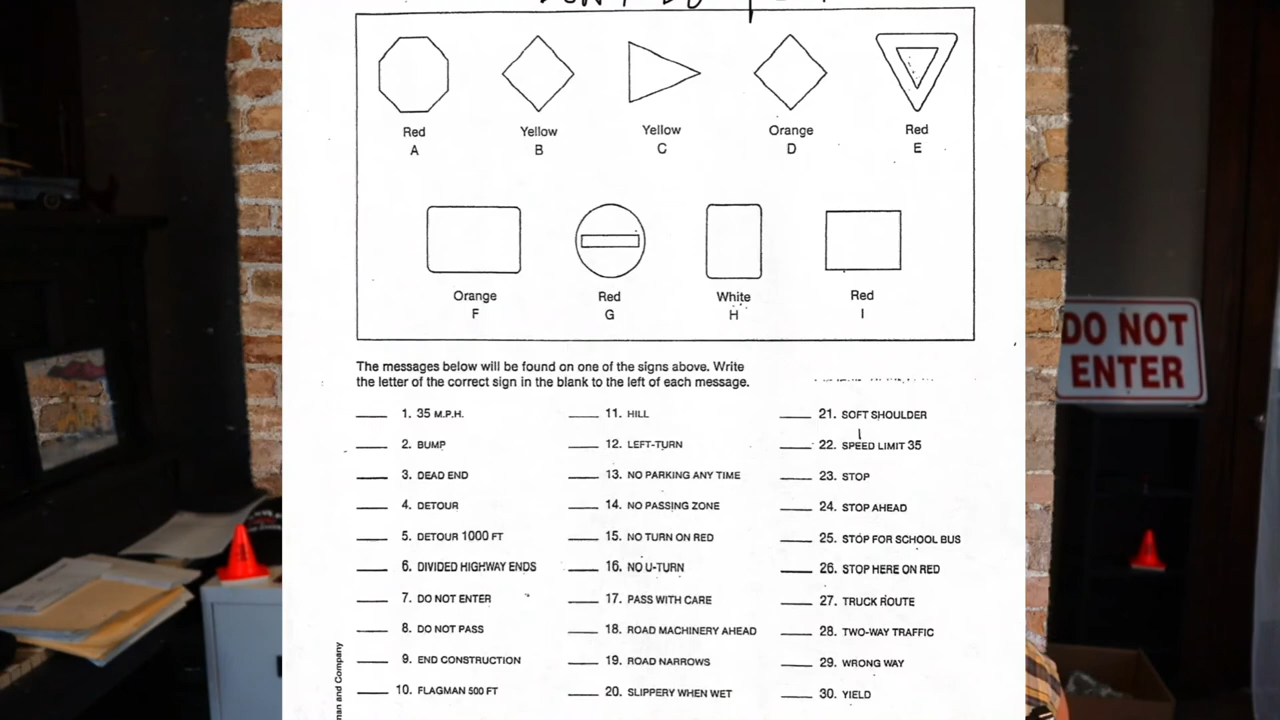 Red
Yellow
Yellow
Orange
Red
A
B
C
D
E
Orange
Red
White
Red
F
G
H
I
The messages below will be found on one of the signs above. Write
the letter of the correct sign in the blank to the left of each message.
1. 35 M.P.H.
2. BUMP
3. DEAD END
4. DETOUR
5. DETOUR 1000 FT
6. DIVIDED HIGHWAY ENDS
7. DO NOT ENTER
8. DO NOT PASS
9. END CONSTRUCTION
10. FLAGMAN 500 FT
11. HILL
12. LEFT-TURN
13. NO PARKING ANY TIME
14. NO PASSING ZONE
15. NO TURN ON RED
16. NO U-TURN
17. PASS WITH CARE
18. ROAD MACHINERY AHEAD
19. ROAD NARROWS
20. SLIPPERY WHEN WET
21. SOFT SHOULDER
22. SPEED LIMIT 35
23. STOP
24. STOP AHEAD
25. STOP FOR SCHOOL BUS
26. STOP HERE ON RED
27. TRUCK ROUTE
28. TWO-WAY TRAFFIC
29. WRONG WAY
30. YIELD
and Company
DO NOT
ENTER